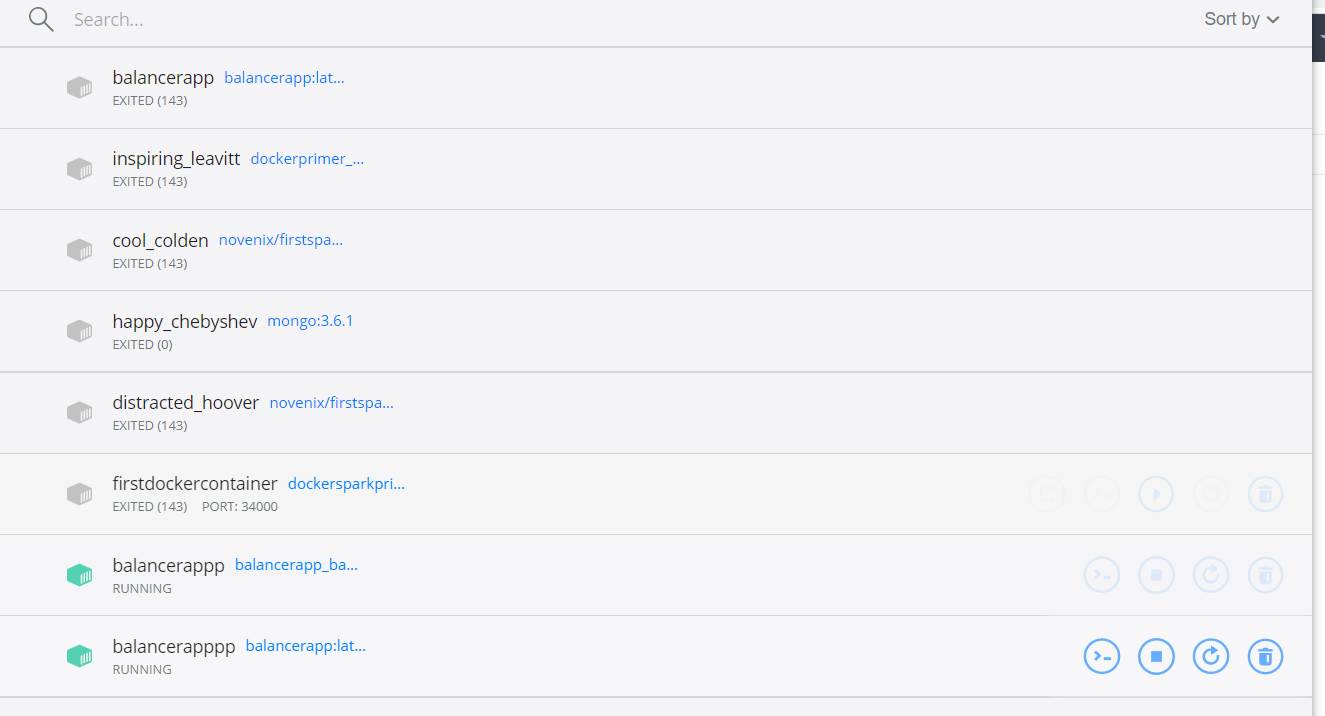 Search... Sort by
balancerapp balancerapp:lat...
EXITED (143)
inspiring_leavitt dockerprimer_...
EXITED (143)
cool_colden novenix/firstspa...
EXITED (143)
happy_chebyshev mongo:3.6.1
EXITED (0)
distracted_hoover novenix/firstspa...
EXITED (143)
firstdockercontainer dockersparkpri...
EXITED (143) PORT: 34000
balancerappp balancerapp_ba...
RUNNING
balancerapppp balancerapp:lat...
RUNNING